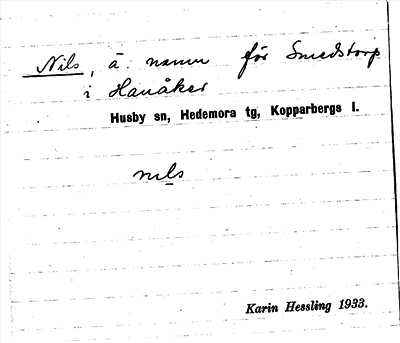 Nils, ä. namn för Smedstorp
i Hanåker
Husby sn, Hedemora tg, Kopparbergs l.
nils
Karin Hessling 1933.